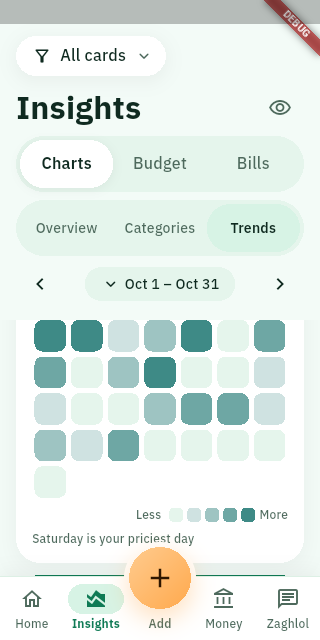 DEBUG
All cards
Insights
Charts Budget Bills
Overview Categories Trends
Oct 1 – Oct 31
Less More
Saturday is your priciest day
Home Insights Add Money Zaghlol